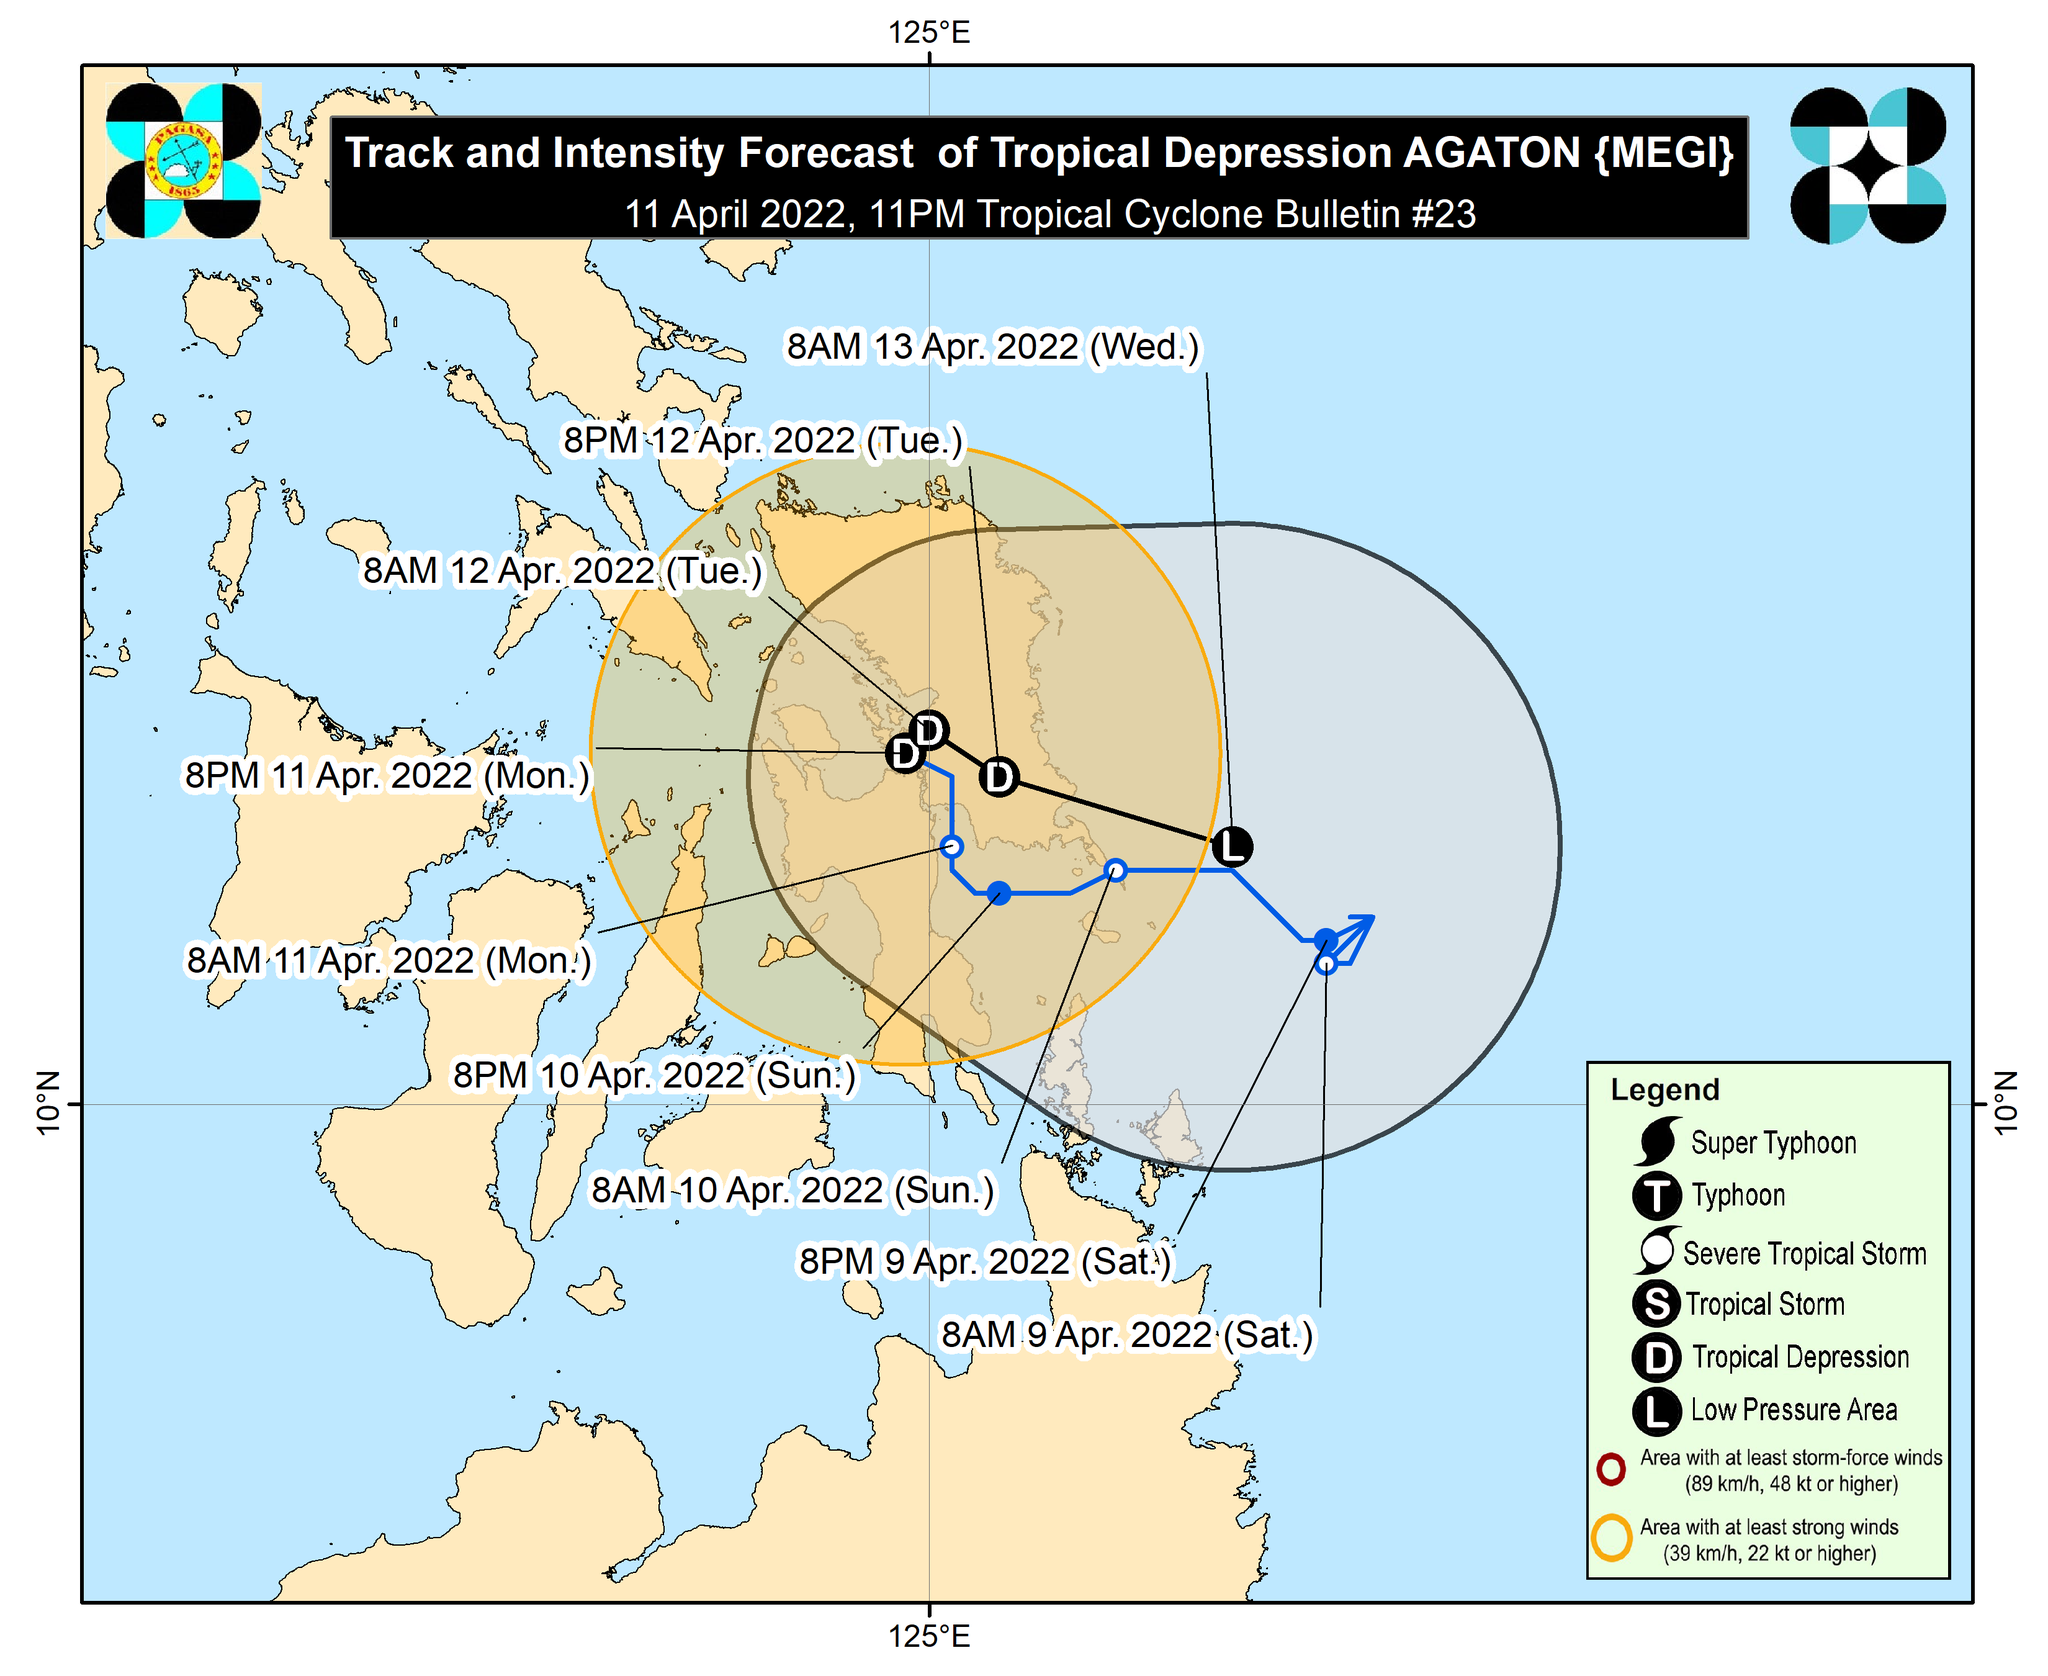 125°E
PAGASA
1865
Track and Intensity Forecast of Tropical Depression AGATON {MEGI}
11 April 2022, 11PM Tropical Cyclone Bulletin #23
8AM 13 Apr. 2022 (Wed.)
8PM 12 Apr. 2022 (Tue.)
8AM 12 Apr. 2022 (Tue.)
D
D
8PM 11 Apr. 2022 (Mon.)
D
L
8AM 11 Apr. 2022 (Mon.)
8PM 10 Apr. 2022 (Sun.)
8AM 10 Apr. 2022 (Sun.)
8PM 9 Apr. 2022 (Sat.)
8AM 9 Apr. 2022 (Sat.)
10°N
10°N
Legend
Super Typhoon
T Typhoon
Severe Tropical Storm
S Tropical Storm
D Tropical Depression
L Low Pressure Area
Area with at least storm-force winds
(89 km/h, 48 kt or higher)
Area with at least strong winds
(39 km/h, 22 kt or higher)
125°E